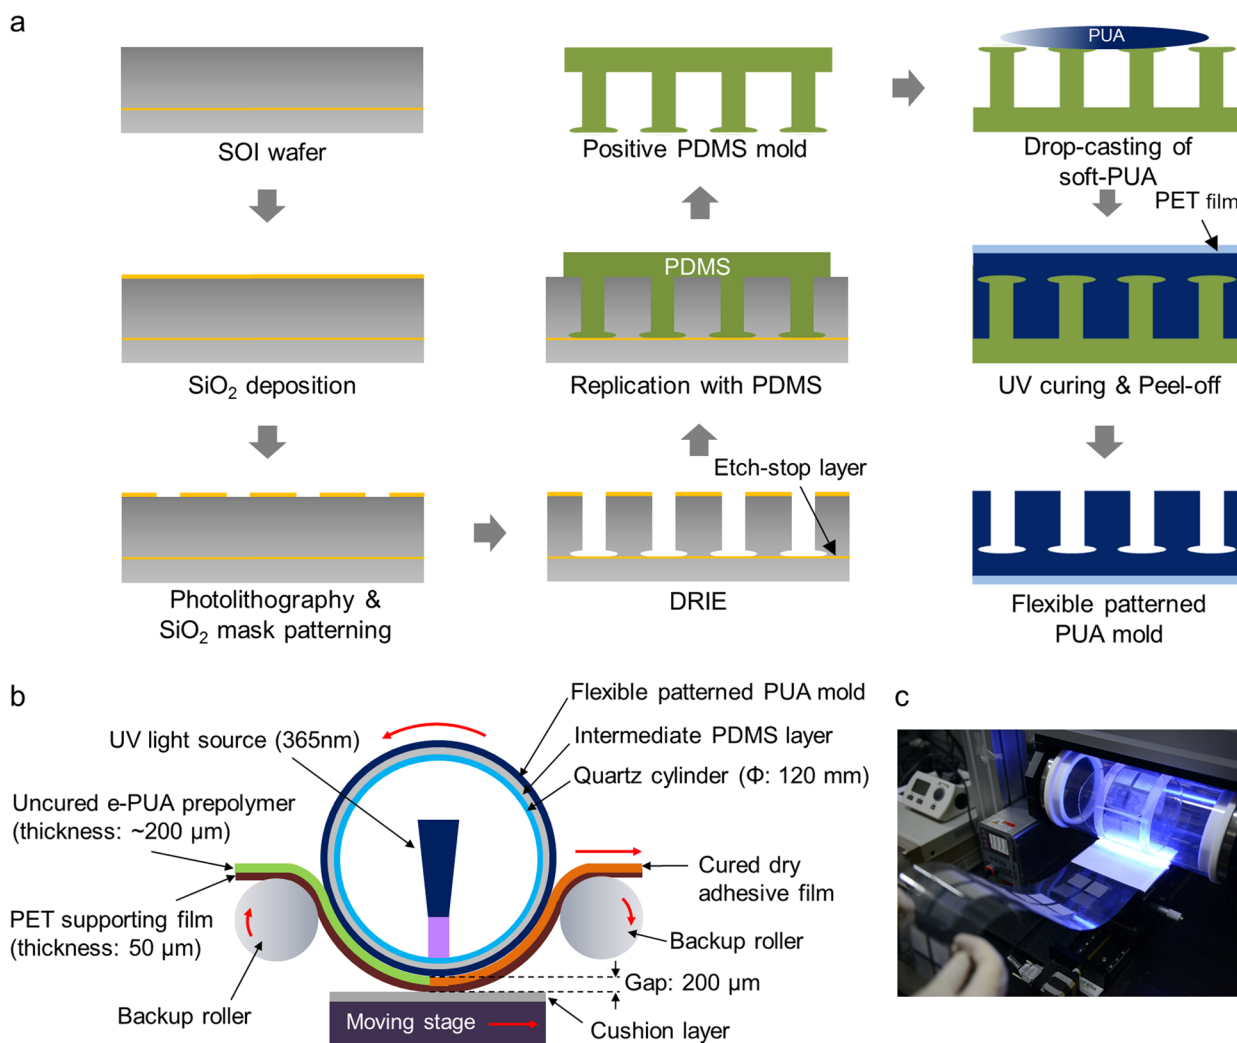 a
SOI wafer
SiO₂ deposition
Photolithography &
SiO₂ mask patterning
DRIE
Etch-stop layer
PDMS
Replication with PDMS
Positive PDMS mold
PUA
Drop-casting of
soft-PUA
PET film
UV curing & Peel-off
Flexible patterned
PUA mold
b
Flexible patterned PUA mold
Intermediate PDMS layer
Quartz cylinder (Φ: 120 mm)
UV light source (365nm)
Uncured e-PUA prepolymer
(thickness: ~200 µm)
PET supporting film
(thickness: 50 µm)
Backup roller
Cured dry
adhesive film
Backup roller
Gap: 200 µm
Cushion layer
Moving stage
c